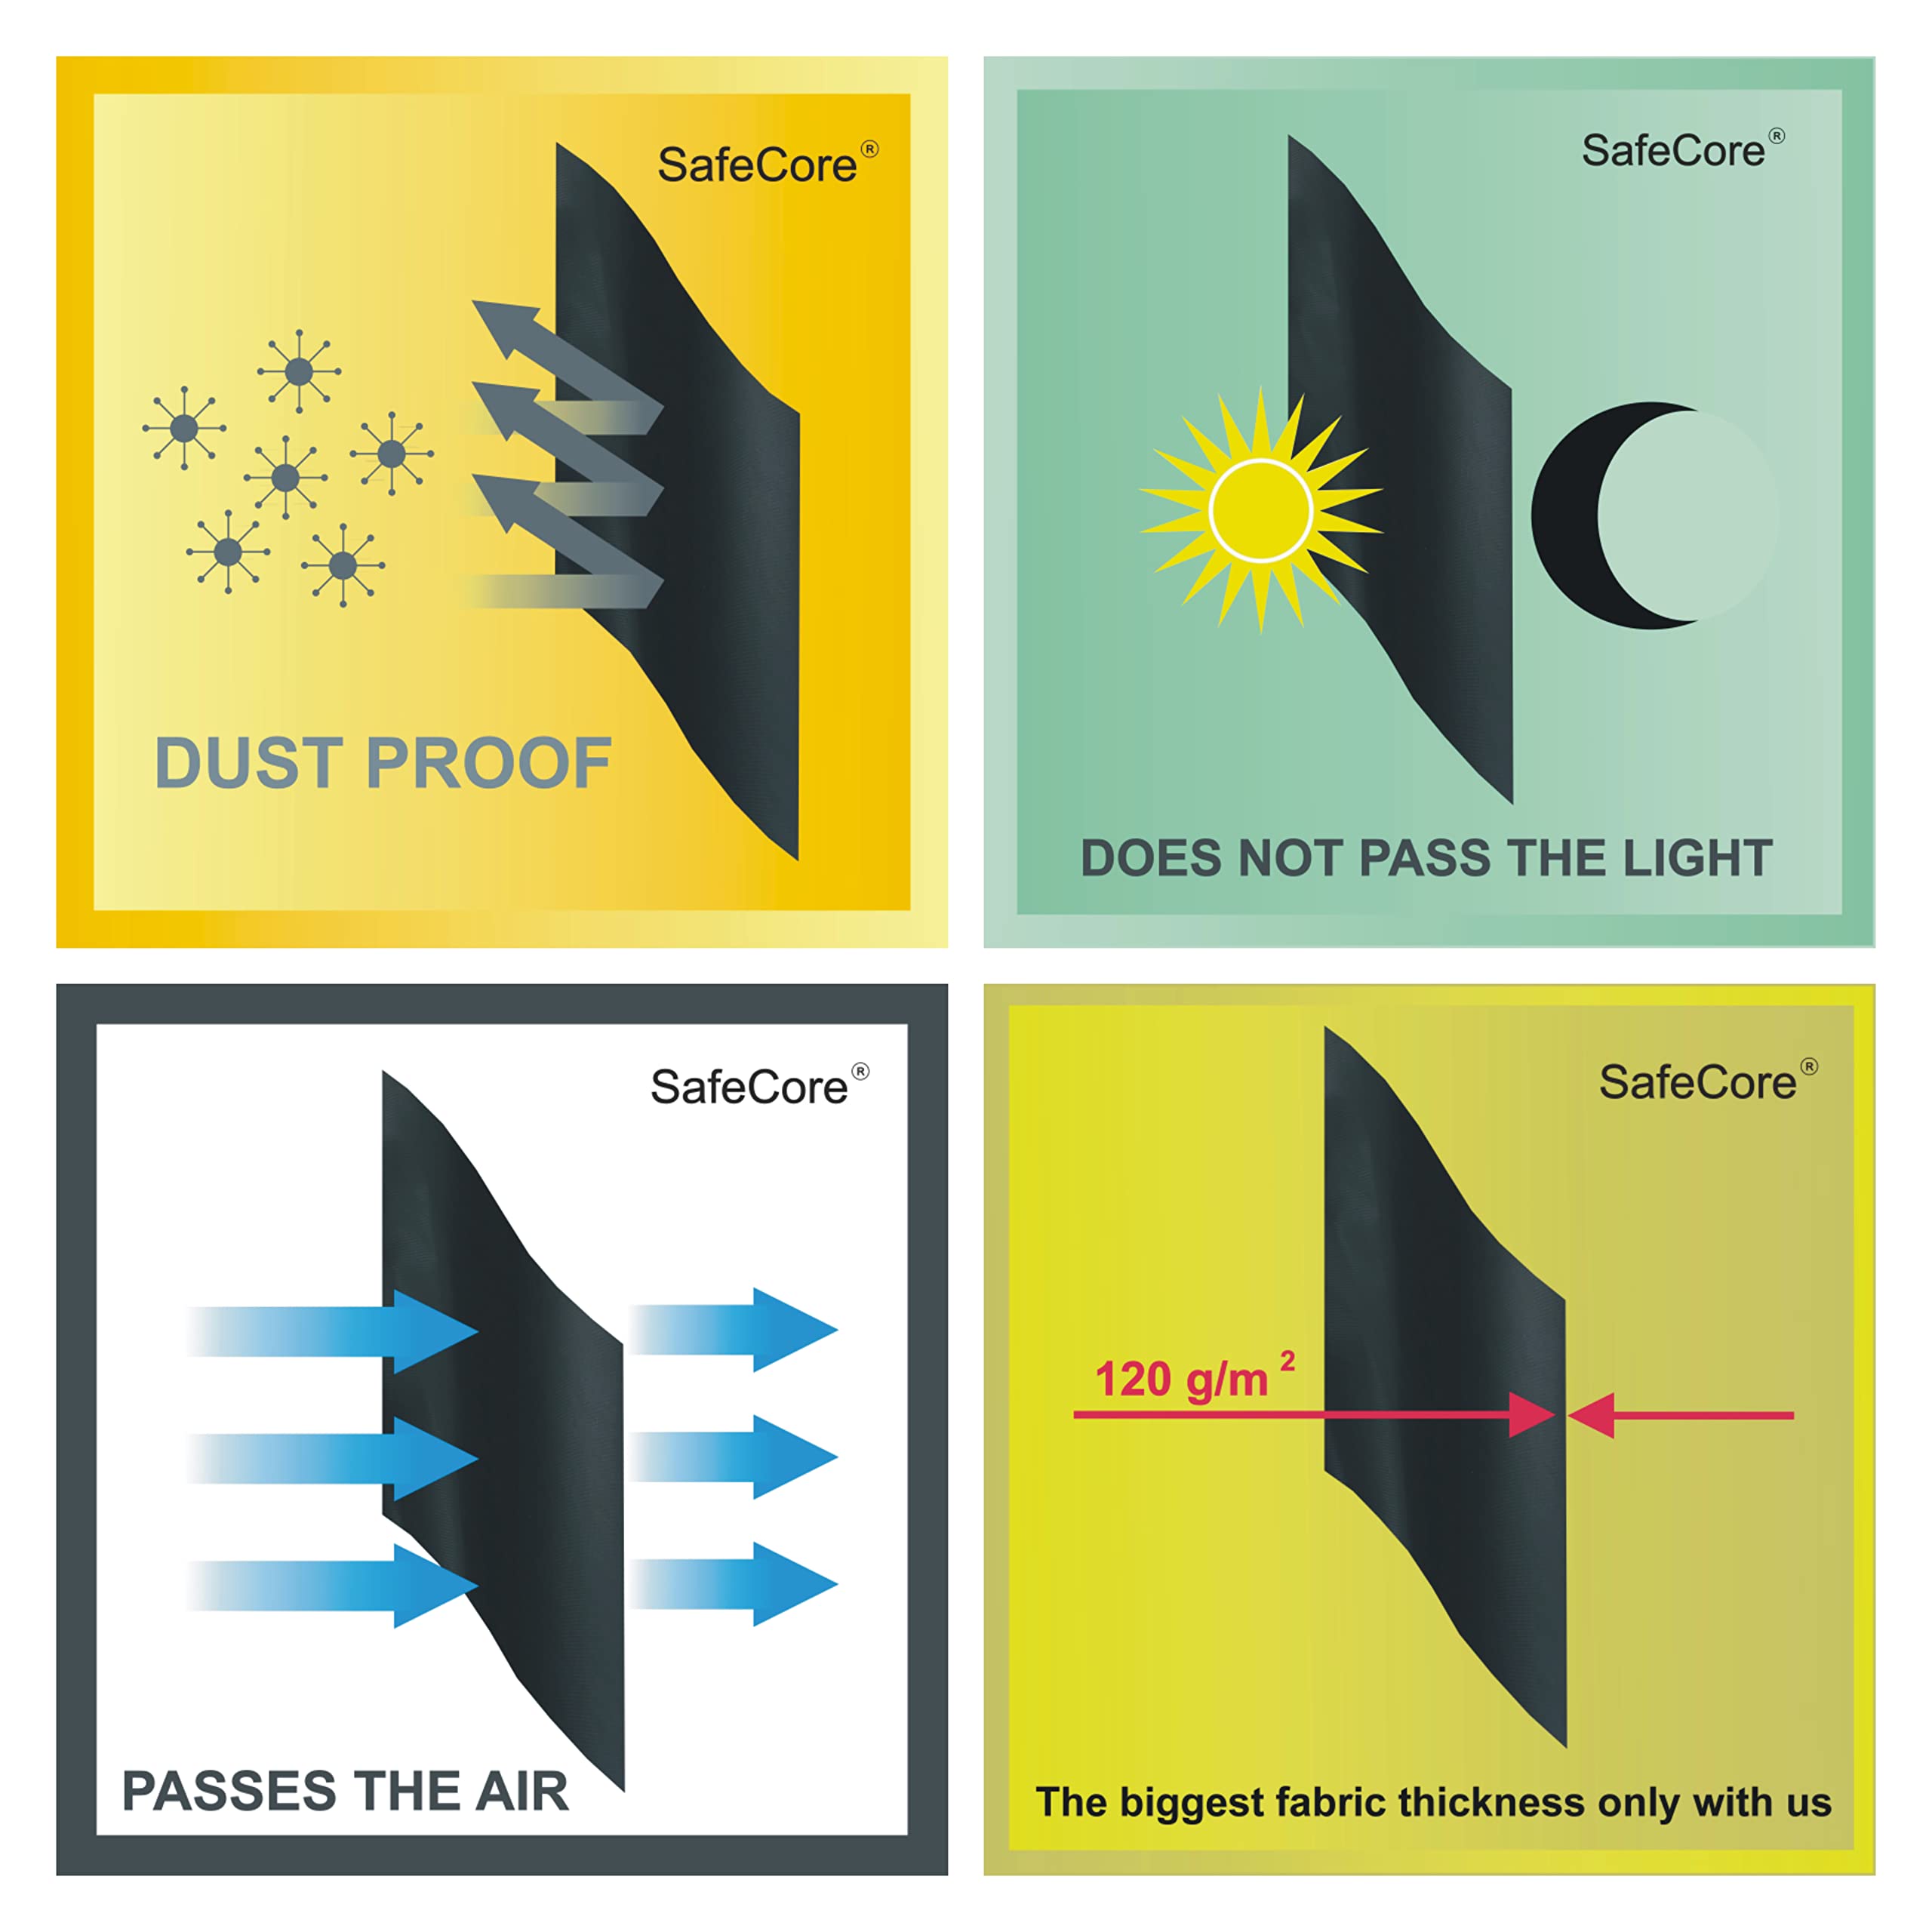 SafeCore®
DUST PROOF
SafeCore®
DOES NOT PASS THE LIGHT
SafeCore®
PASSES THE AIR
SafeCore®
120 g/m²
The biggest fabric thickness only with us